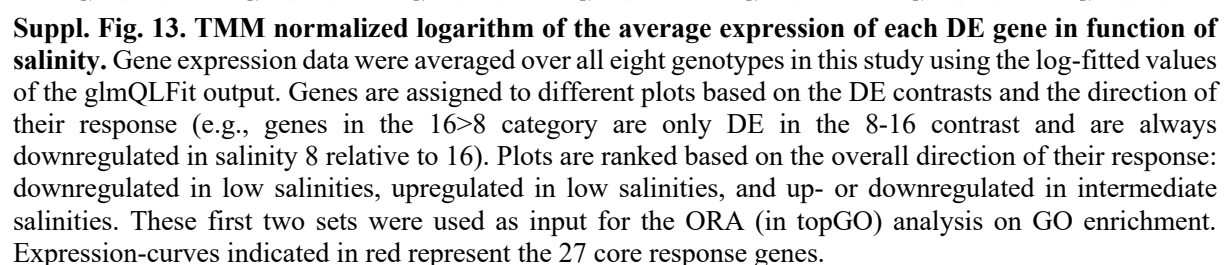 Suppl. Fig. 13. TMM normalized logarithm of the average expression of each DE gene in function of
salinity. Gene expression data were averaged over all eight genotypes in this study using the log-fitted values
of the glmQLFit output. Genes are assigned to different plots based on the DE contrasts and the direction of
their response (e.g., genes in the 16>8 category are only DE in the 8-16 contrast and are always
downregulated in salinity 8 relative to 16). Plots are ranked based on the overall direction of their response:
downregulated in low salinities, upregulated in low salinities, and up- or downregulated in intermediate
salinities. These first two sets were used as input for the ORA (in topGO) analysis on GO enrichment.
Expression-curves indicated in red represent the 27 core response genes.